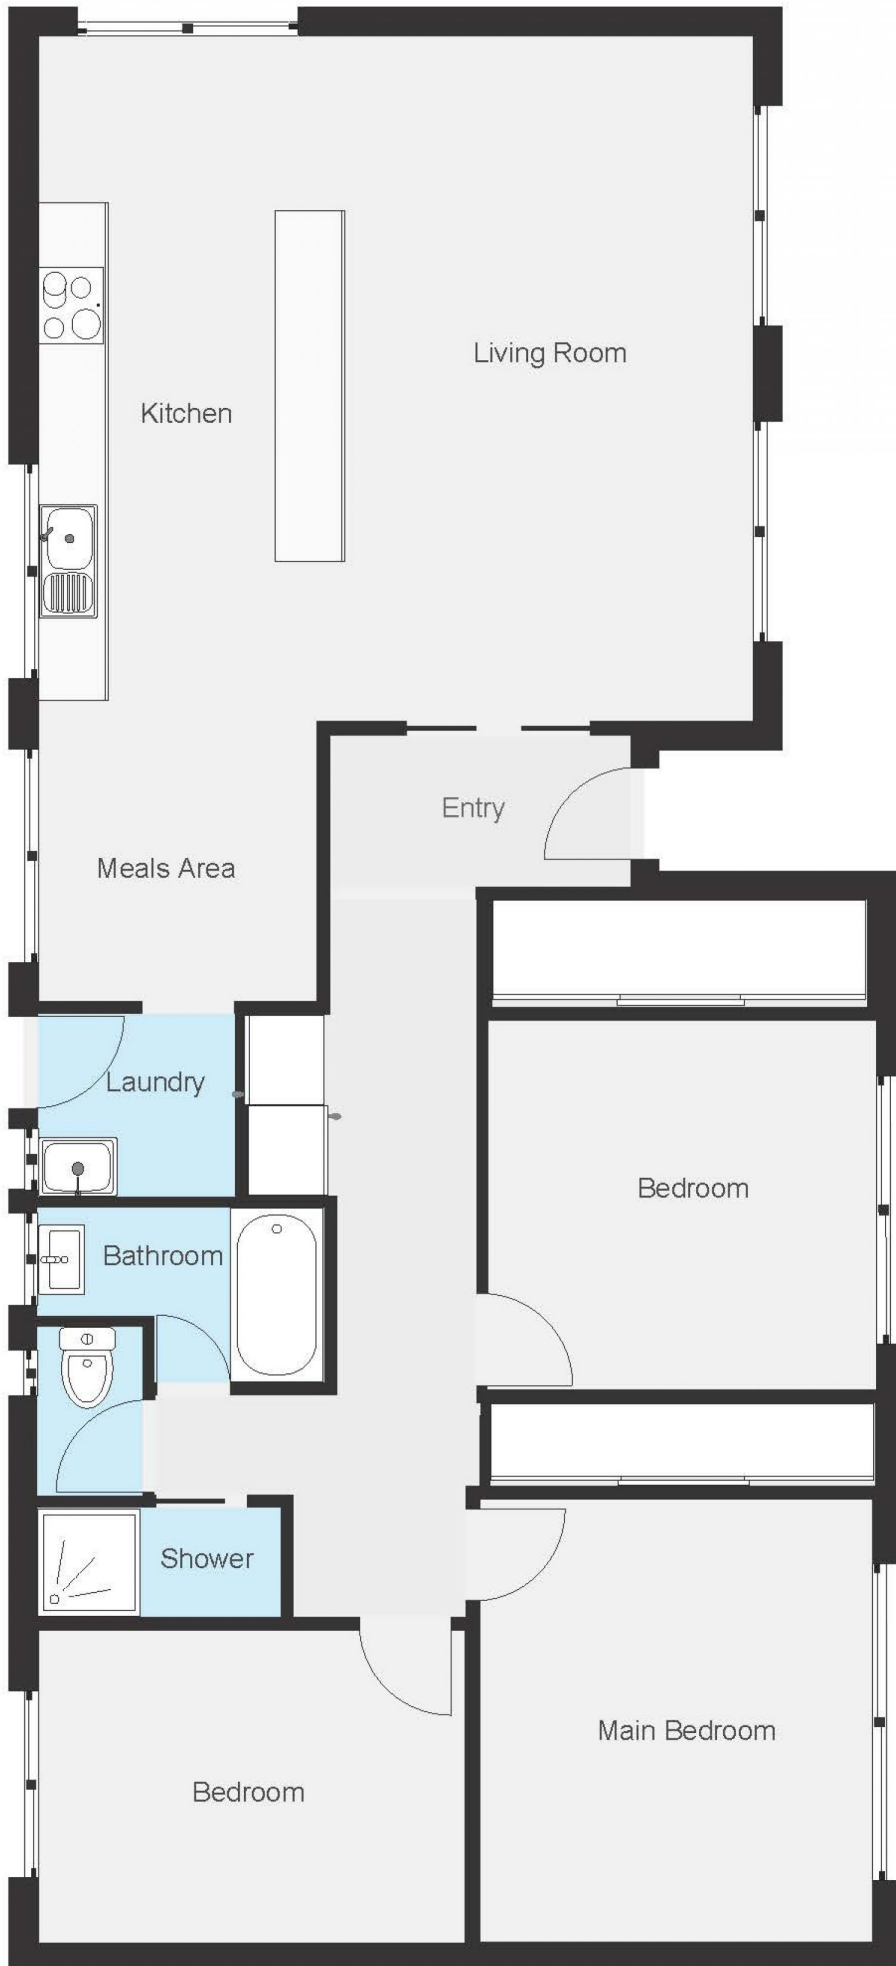 Living Room
Kitchen
Entry
Meals Area
Laundry
Bedroom
Bathroom
Shower
Main Bedroom
Bedroom